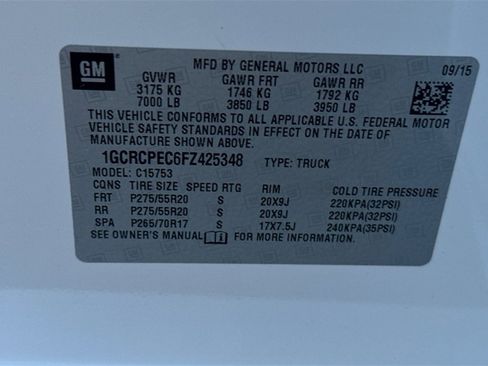 GM
MFD BY GENERAL MOTORS LLC
09/15
GVWR GAWR FRT GAWR RR
3175 KG 1746 KG 1792 KG
7000 LB 3850 LB 3950 LB
THIS VEHICLE CONFORMS TO ALL APPLICABLE U.S. FEDERAL MOTOR
VEHICLE SAFETY STANDARDS IN EFFECT ON THE DATE OF
MANUFACTURE SHOWN ABOVE.
1GCRCPEC6FZ425348 TYPE: TRUCK
MODEL: C15753
CQNS TIRE SIZE SPEED RTG RIM COLD TIRE PRESSURE
FRT P275/55R20 S 20X9J 220KPA(32PSI)
RR P275/55R20 S 20X9J 220KPA(32PSI)
SPA P265/70R17 S 17X7.5J 240KPA(35PSI)
SEE OWNER'S MANUAL FOR MORE INFORMATION.